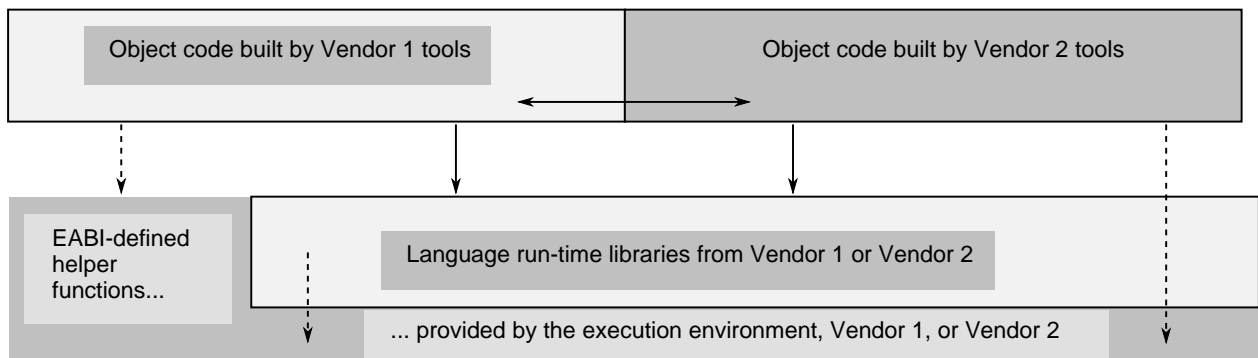 Object code built by Vendor 1 tools
Object code built by Vendor 2 tools
EABI-defined
helper
functions...
Language run-time libraries from Vendor 1 or Vendor 2
... provided by the execution environment, Vendor 1, or Vendor 2